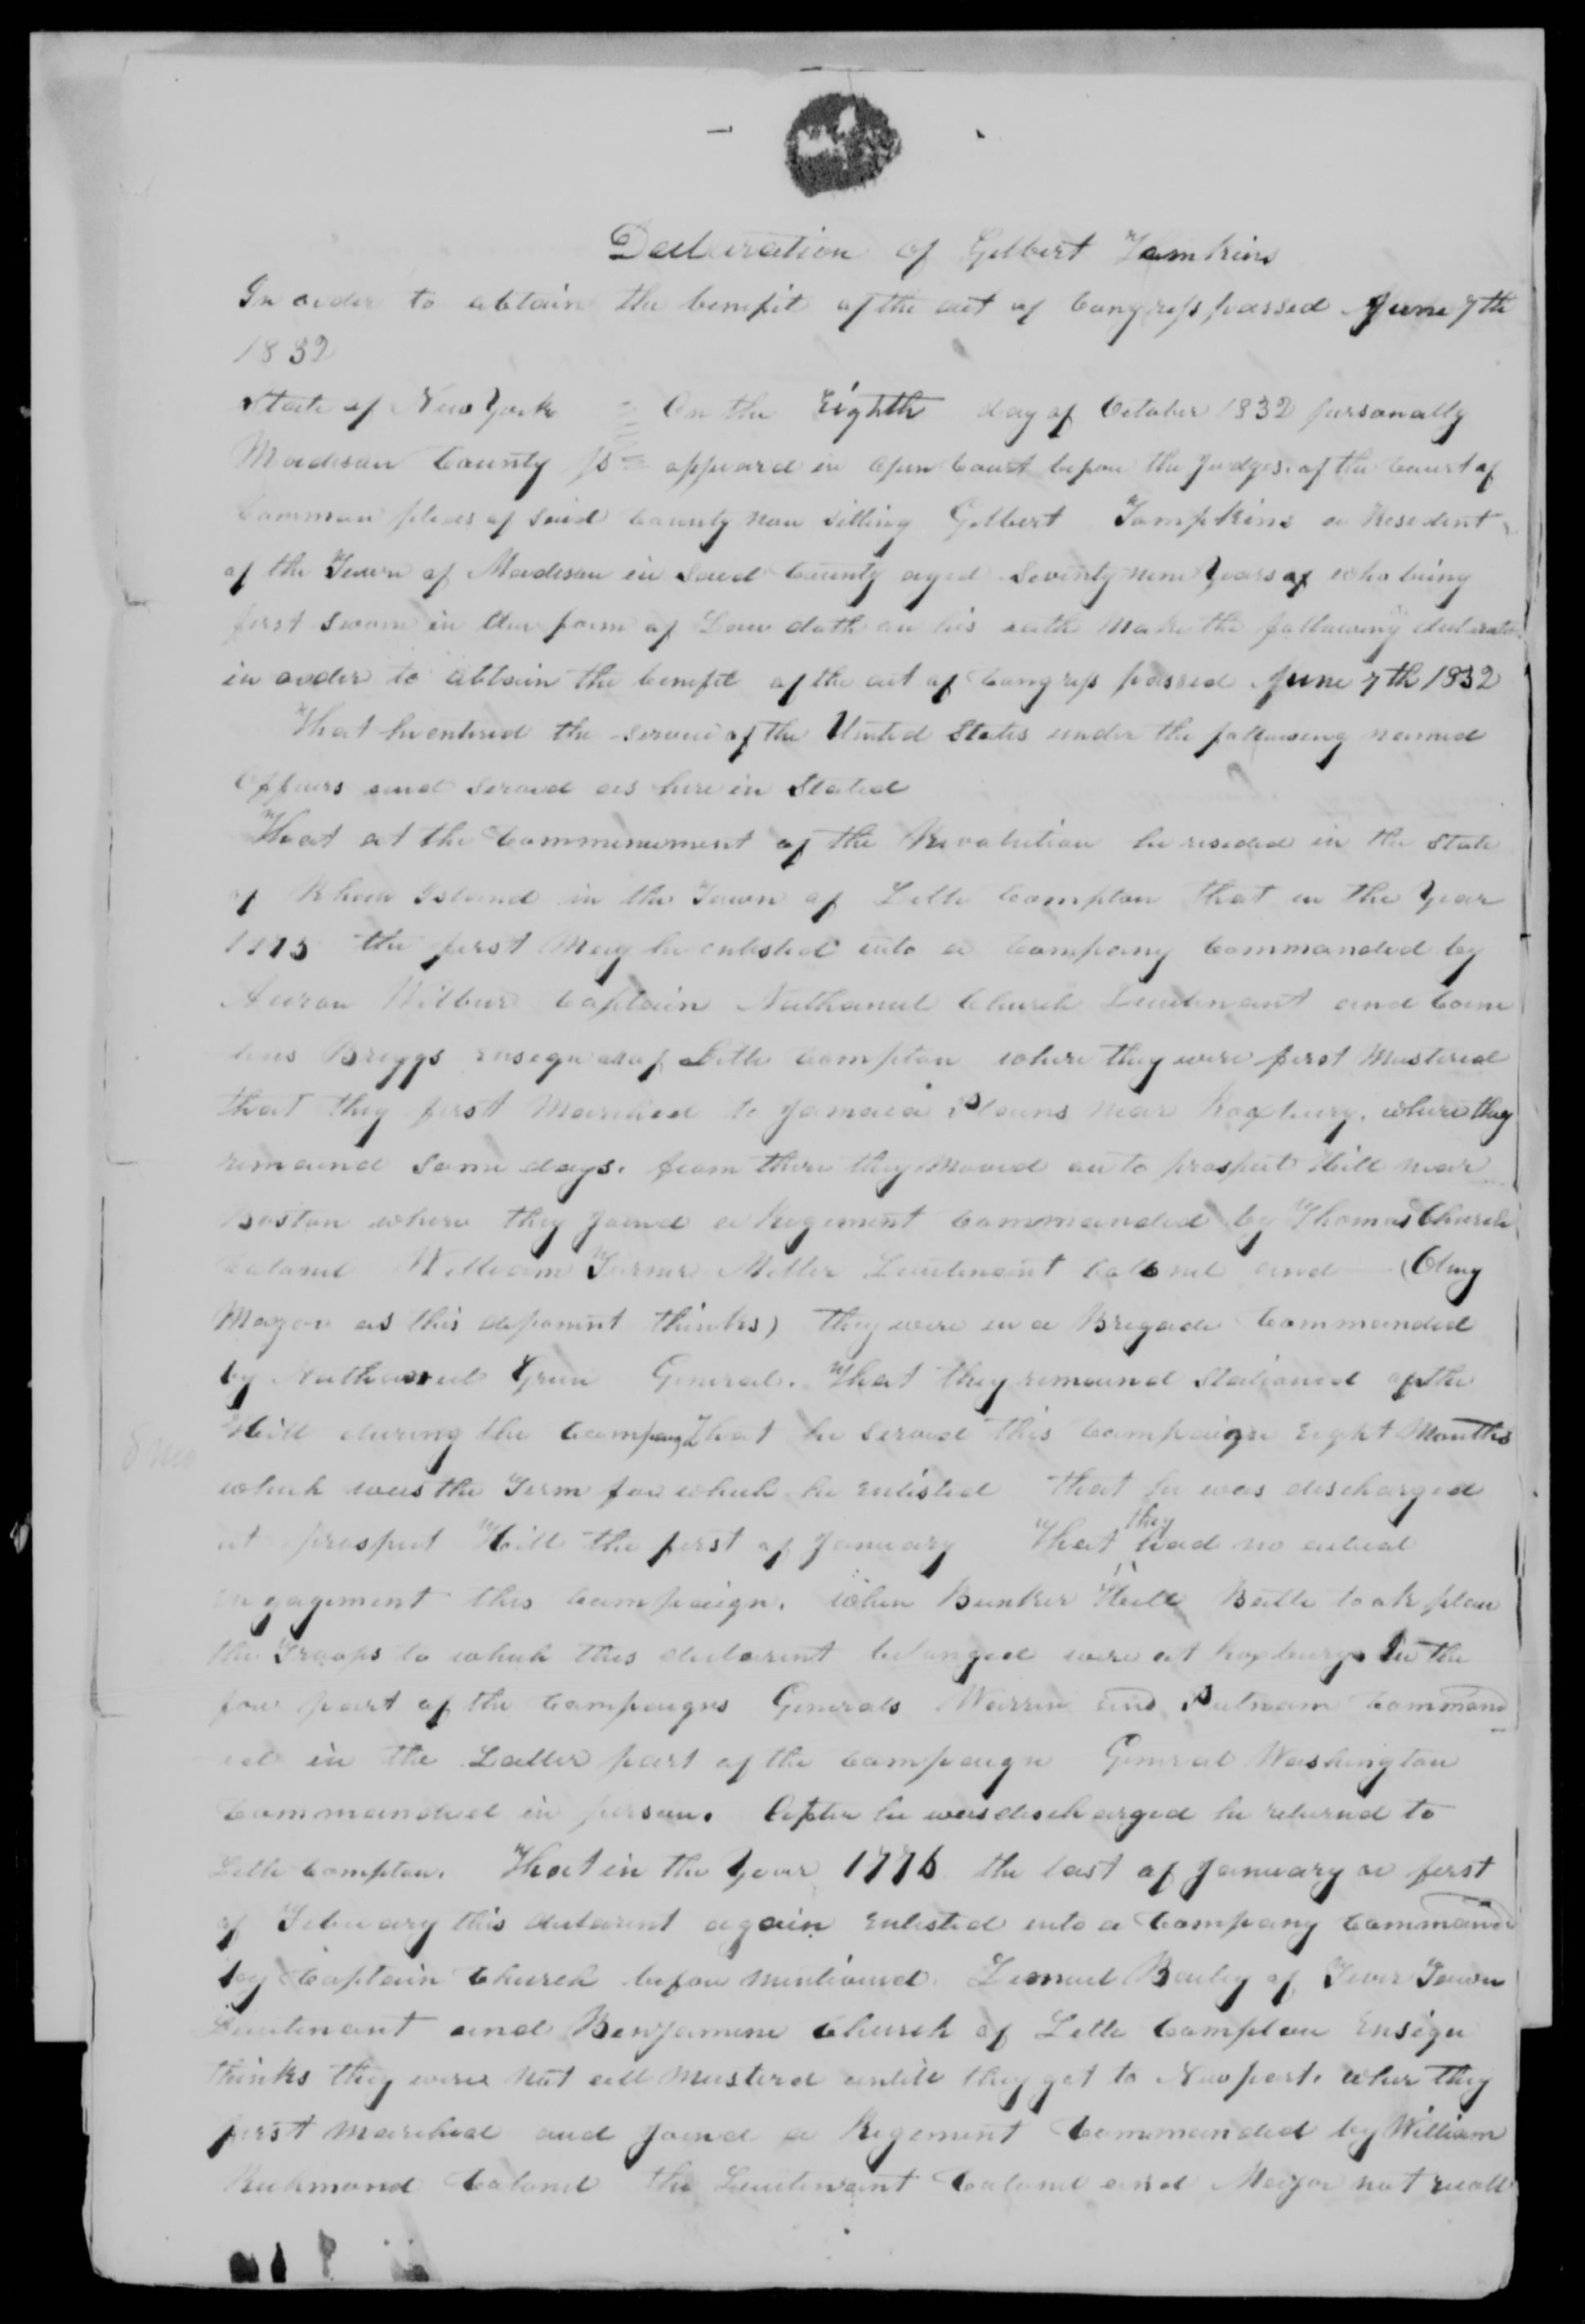 Declaration of Gilbert Tomkins
In order to obtain the benefit of the act of Congress passed June 7th
1832
State of New York On the Eighth day of October 1832 personally
Madison County ss appeard in Open Court before the Judges of the Court of
Common pleas of Said County now sitting Gilbert Tompkins a Resident
of the Town of Madison in Said County aged Seventy nine Years of who being
first sworn in the form of Law doth on his oath make the following declaration
in order to obtain the benefit of the act of Congress passed June 7th 1832
That he entered the service of the United States under the following named
Officers and served as here in Stated
That at the Commencement of the Revolution he resided in the State
of Rhode Island in the Town of Little Compton that in the Year
1775 the first May he enlisted into a Company Commanded by
Aaron Wilbur Captain Nathaniel Church Lieutenant and Corne
lius Briggs ensign all of Little Compton where they were first Mustered
that they first Marched to Jamaica Plains near Roxbury, where they
remaind some days. from there they moved on to prospect Hill near
Boston where they Joind a Regiment Commanded by Thomas Church
Colonel William Turner Miller Lieutenant Colonel and (Olney
Mayor as this deponent thinks) they were in a Brigade Commanded
by Nathaniel Green General. That they remaind Stationed at the
Hill during the Campaign That he served this Campaign Eight Months
8 mo
which was the Term for which he enlisted that he was discharged
at prospect Hill the first of January That they had no actual
engagement this Campaign. when Bunker Hill Battle took place
the Troops to which this declarent belonged were at Roxbury. In the
fore part of the Campaigns Generals Warren and Putnam Command
ed in the Latter part of the Campaign General Washington
Commanded in person. After he was discharged he returned to
Little Compton. That in the Year 1776 the last of January or first
of February this declarent again Enlisted into a Company Commanded
by Captain Church before mentioned. Lemuel Bailey of Tiver Town
Lieutenant and Benjamine Church of Little Compton Ensign
thinks they were Not all Musterd untill they got to Newport. where they
first Marched and Joind a Regiment Commanded by William
Richmond Colonel the Lieutenant Colonel and Mayor not recoll